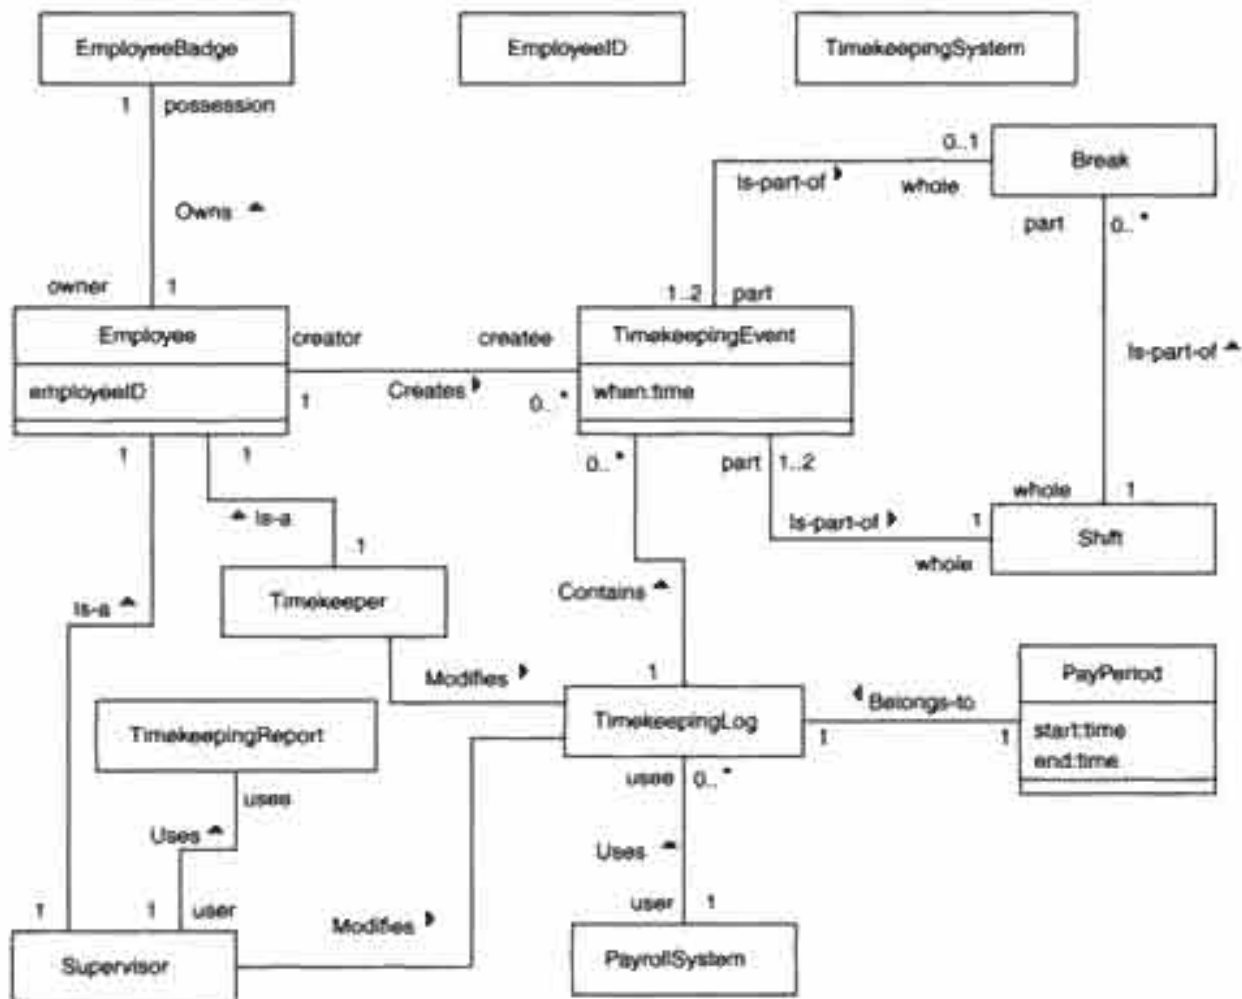 EmployeeBadge
EmployeeID
TimekeepingSystem
1 possession
0..1
Break
Is-part-of
whole
part
0..*
Owns
owner
1
1..2
part
Employee
creator
createe
TimekeepingEvent
Is-part-of
employeeID
1
Creates
0..*
when:time
1
1
0..*
part
1..2
whole
1
Is-a
Is-part-of
1
Shift
1
whole
Timekeeper
Contains
Is-a
Modifies
1
PayPeriod
Belongs-to
TimekeepingReport
TimekeepingLog
1
1
start:time
end:time
usee
usee
0..*
Uses
Uses
1
1
user
Modifies
user
1
Supervisor
PayrollSystem